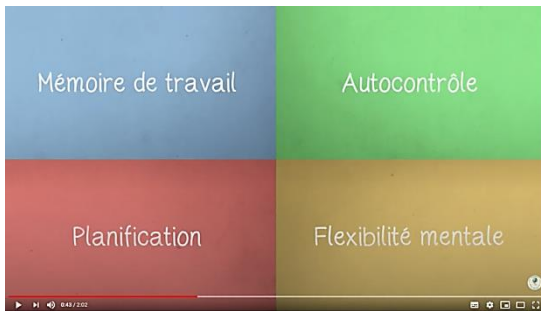 Mémoire de travail
Autocontrôle
Planification
Flexibilité mentale
0:43 / 2:02